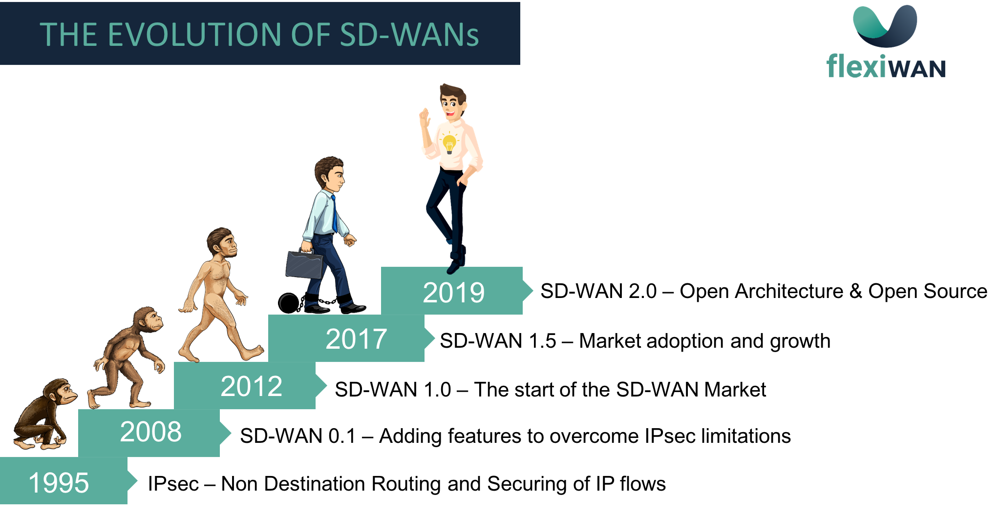 THE EVOLUTION OF SD-WANs
flexiWAN
2019
SD-WAN 2.0 – Open Architecture & Open Source
2017
SD-WAN 1.5 – Market adoption and growth
2012
SD-WAN 1.0 – The start of the SD-WAN Market
2008
SD-WAN 0.1 – Adding features to overcome IPsec limitations
1995
IPsec – Non Destination Routing and Securing of IP flows